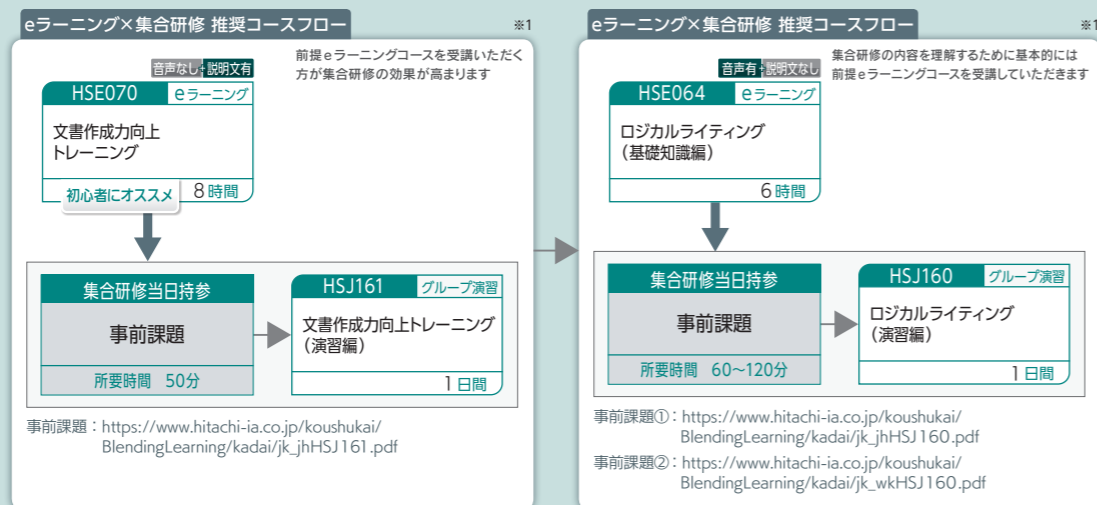 eラーニング×集合研修 推奨コースフロー
※1
音声なし+説明文有
前提eラーニングコースを受講いただく
方が集合研修の効果が高まります
HSE070 eラーニング
文書作成力向上
トレーニング
初心者にオススメ 8時間
集合研修当日持参
事前課題
所要時間 50分
HSJ161 グループ演習
文書作成力向上トレーニング
（演習編）
1日間
事前課題：https://www.hitachi-ia.co.jp/koushukai/
BlendingLearning/kadai/jk_jhHSJ161.pdf
eラーニング×集合研修 推奨コースフロー
※1
音声有+説明文なし
集合研修の内容を理解するために基本的には
前提eラーニングコースを受講していただきます
HSE064 eラーニング
ロジカルライティング
（基礎知識編）
6時間
集合研修当日持参
事前課題
所要時間 60〜120分
HSJ160 グループ演習
ロジカルライティング
（演習編）
1日間
事前課題①：https://www.hitachi-ia.co.jp/koushukai/
BlendingLearning/kadai/jk_jhHSJ160.pdf
事前課題②：https://www.hitachi-ia.co.jp/koushukai/
BlendingLearning/kadai/jk_wkHSJ160.pdf